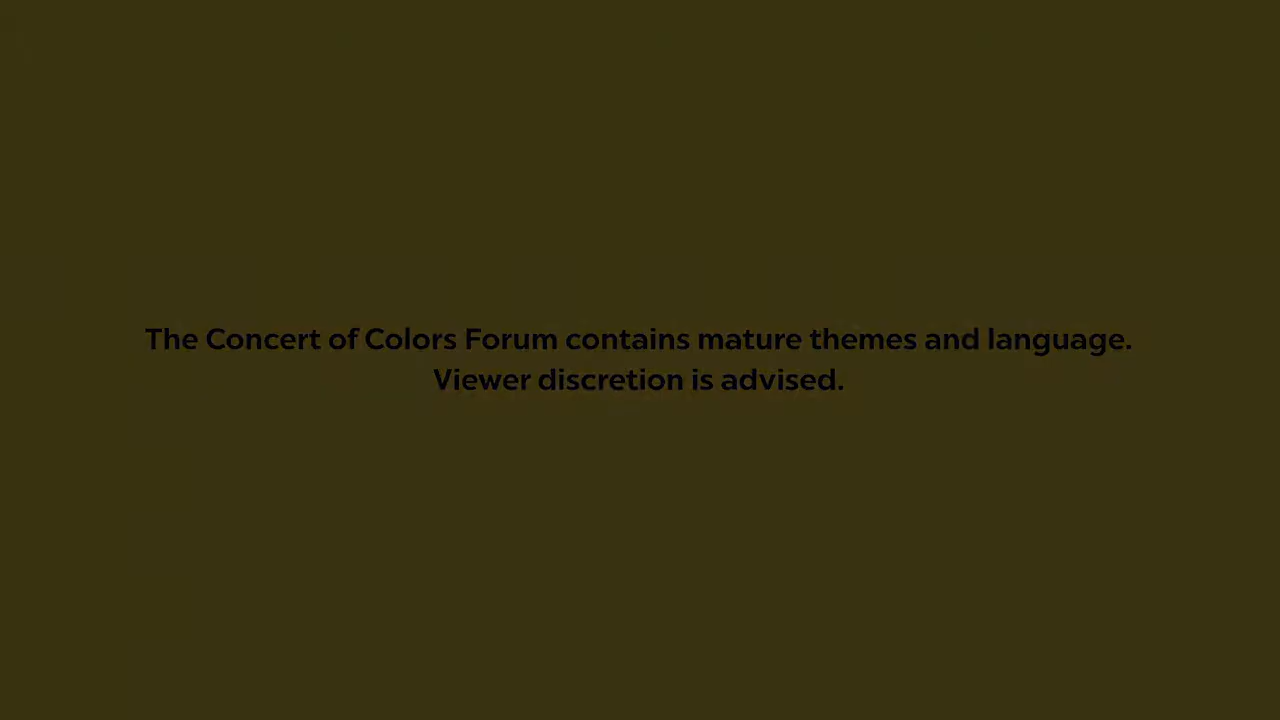 The Concert of Colors Forum contains mature themes and language.
Viewer discretion is advised.